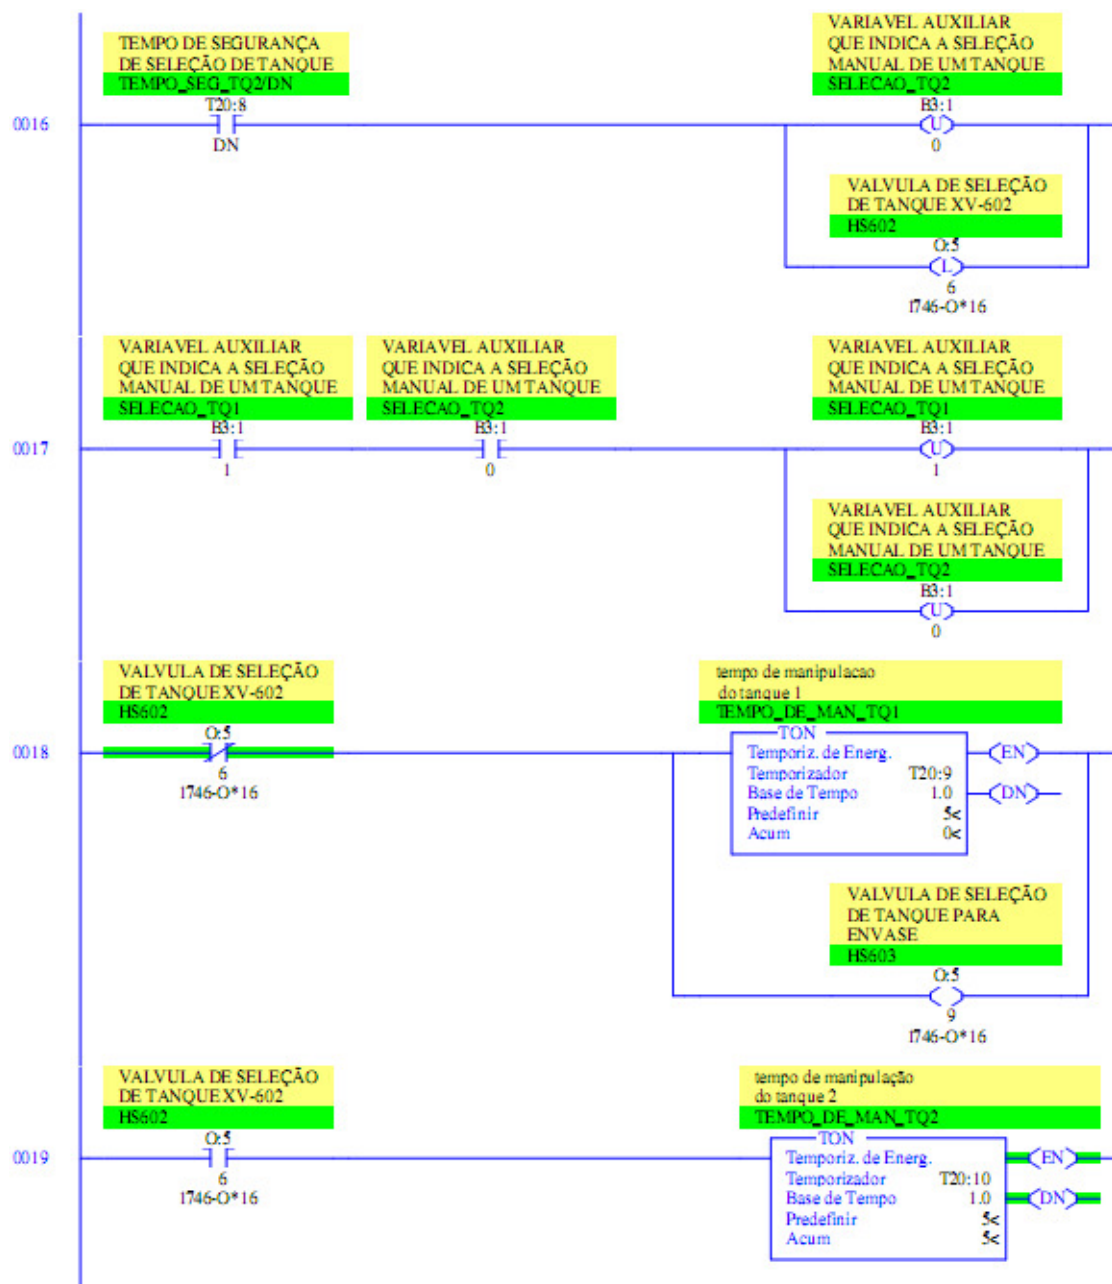 TEMPO DE SEGURANÇA
DE SELEÇÃO DE TANQUE
TEMPO_SEG_TQ2/DN
T20:8
DN
0016
VARIAVEL AUXILIAR
QUE INDICA A SELEÇÃO
MANUAL DE UM TANQUE
SELECAO_TQ2
B3:1
U
0
VALVULA DE SELEÇÃO
DE TANQUE XV-602
HS602
O:5
L
6
1746-O*16
VARIAVEL AUXILIAR
QUE INDICA A SELEÇÃO
MANUAL DE UM TANQUE
SELECAO_TQ1
B3:1
1
VARIAVEL AUXILIAR
QUE INDICA A SELEÇÃO
MANUAL DE UM TANQUE
SELECAO_TQ2
B3:1
0
0017
VARIAVEL AUXILIAR
QUE INDICA A SELEÇÃO
MANUAL DE UM TANQUE
SELECAO_TQ1
B3:1
U
1
VARIAVEL AUXILIAR
QUE INDICA A SELEÇÃO
MANUAL DE UM TANQUE
SELECAO_TQ2
B3:1
U
0
VALVULA DE SELEÇÃO
DE TANQUE XV-602
HS602
O:5
6
1746-O*16
0018
tempo de manipulacao
do tanque 1
TEMPO_DE_MAN_TQ1
TON
Temporiz. de Energ.
Temporizador T20:9
Base de Tempo 1.0
Predefinir 5<
Acum 0<
EN
DN
VALVULA DE SELEÇÃO
DE TANQUE PARA
ENVASE
HS603
O:5
9
1746-O*16
VALVULA DE SELEÇÃO
DE TANQUE XV-602
HS602
O:5
6
1746-O*16
0019
tempo de manipulação
do tanque 2
TEMPO_DE_MAN_TQ2
TON
Temporiz. de Energ.
Temporizador T20:10
Base de Tempo 1.0
Predefinir 5<
Acum 5<
EN
DN